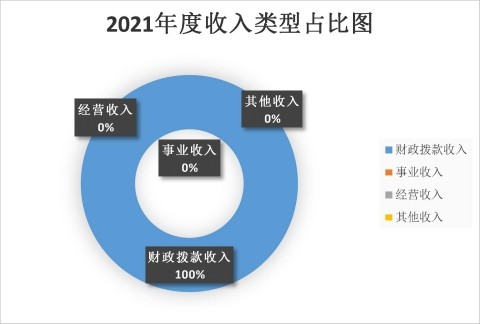 2021年度收入类型占比图
经营收入
0%
其他收入
0%
事业收入
0%
财政拨款收入
100%
财政拨款收入
事业收入
经营收入
其他收入